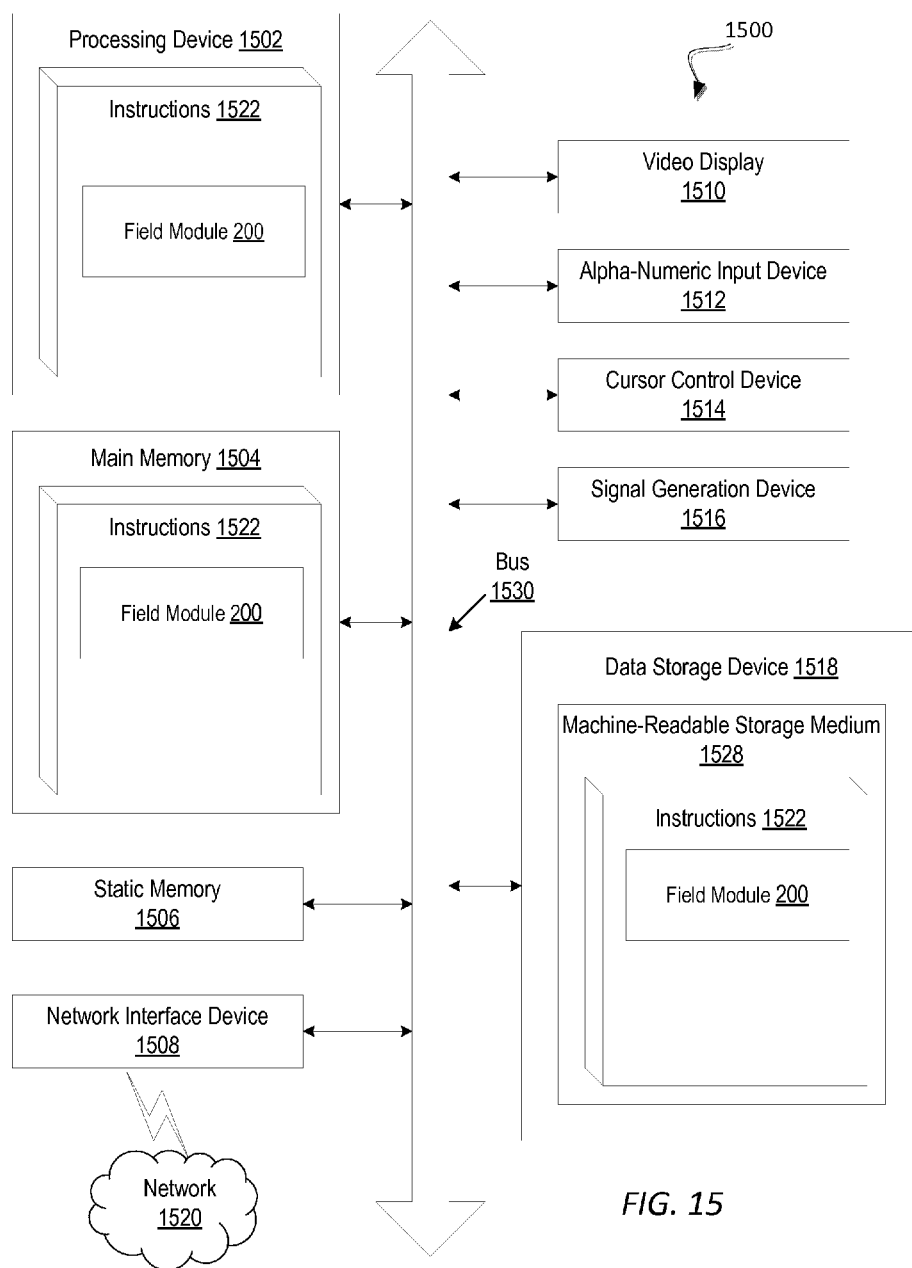 1500
Processing Device 1502
Instructions 1522
Field Module 200
Main Memory 1504
Instructions 1522
Field Module 200
Static Memory
1506
Network Interface Device
1508
Network
1520
Video Display
1510
Alpha-Numeric Input Device
1512
Cursor Control Device
1514
Signal Generation Device
1516
Bus
1530
Data Storage Device 1518
Machine-Readable Storage Medium
1528
Instructions 1522
Field Module 200
FIG. 15